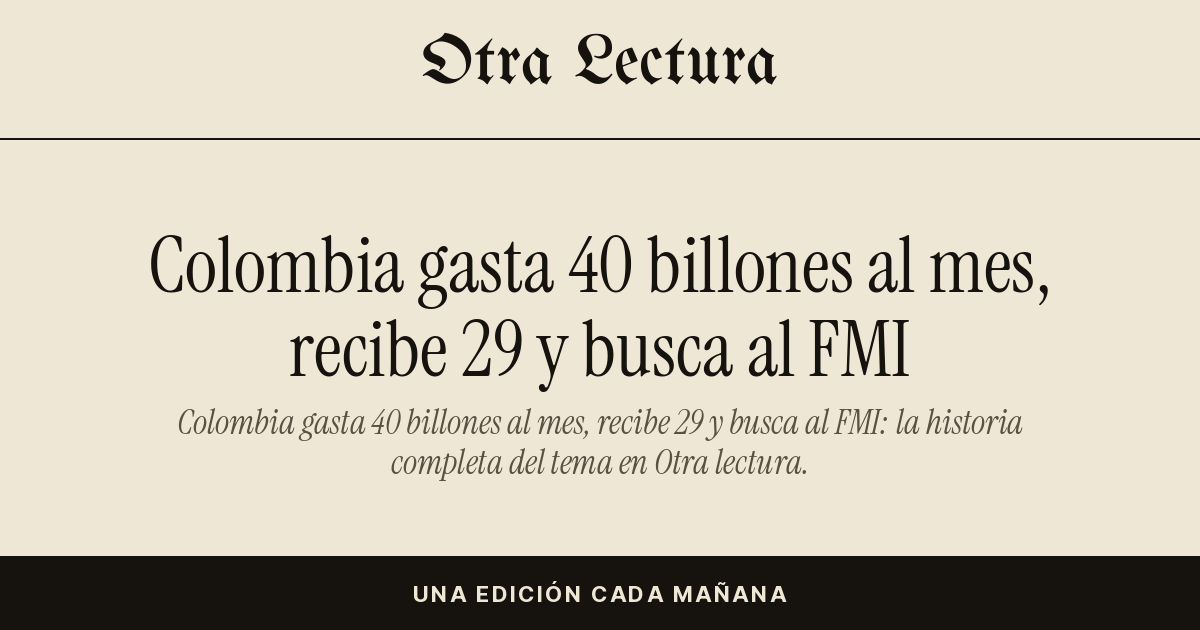 Otra Lectura
Colombia gasta 40 billones al mes,
recibe 29 y busca al FMI
Colombia gasta 40 billones al mes, recibe 29 y busca al FMI: la historia
completa del tema en Otra lectura.
UNA EDICIÓN CADA MAÑANA